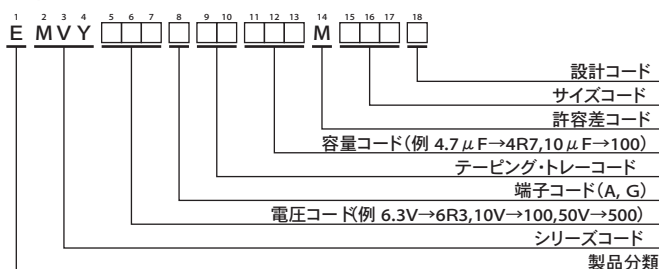 1 2 3 4 5 6 7 8 9 10 11 12 13 14 15 16 17 18
E MVY □□□ □ □□ □□□ M □□□ □
設計コード
サイズコード
許容差コード
容量コード(例 4.7μF→4R7,10μF→100)
テーピング・トレーコード
端子コード(A, G)
電圧コード(例 6.3V→6R3,10V→100,50V→500)
シリーズコード
製品分類